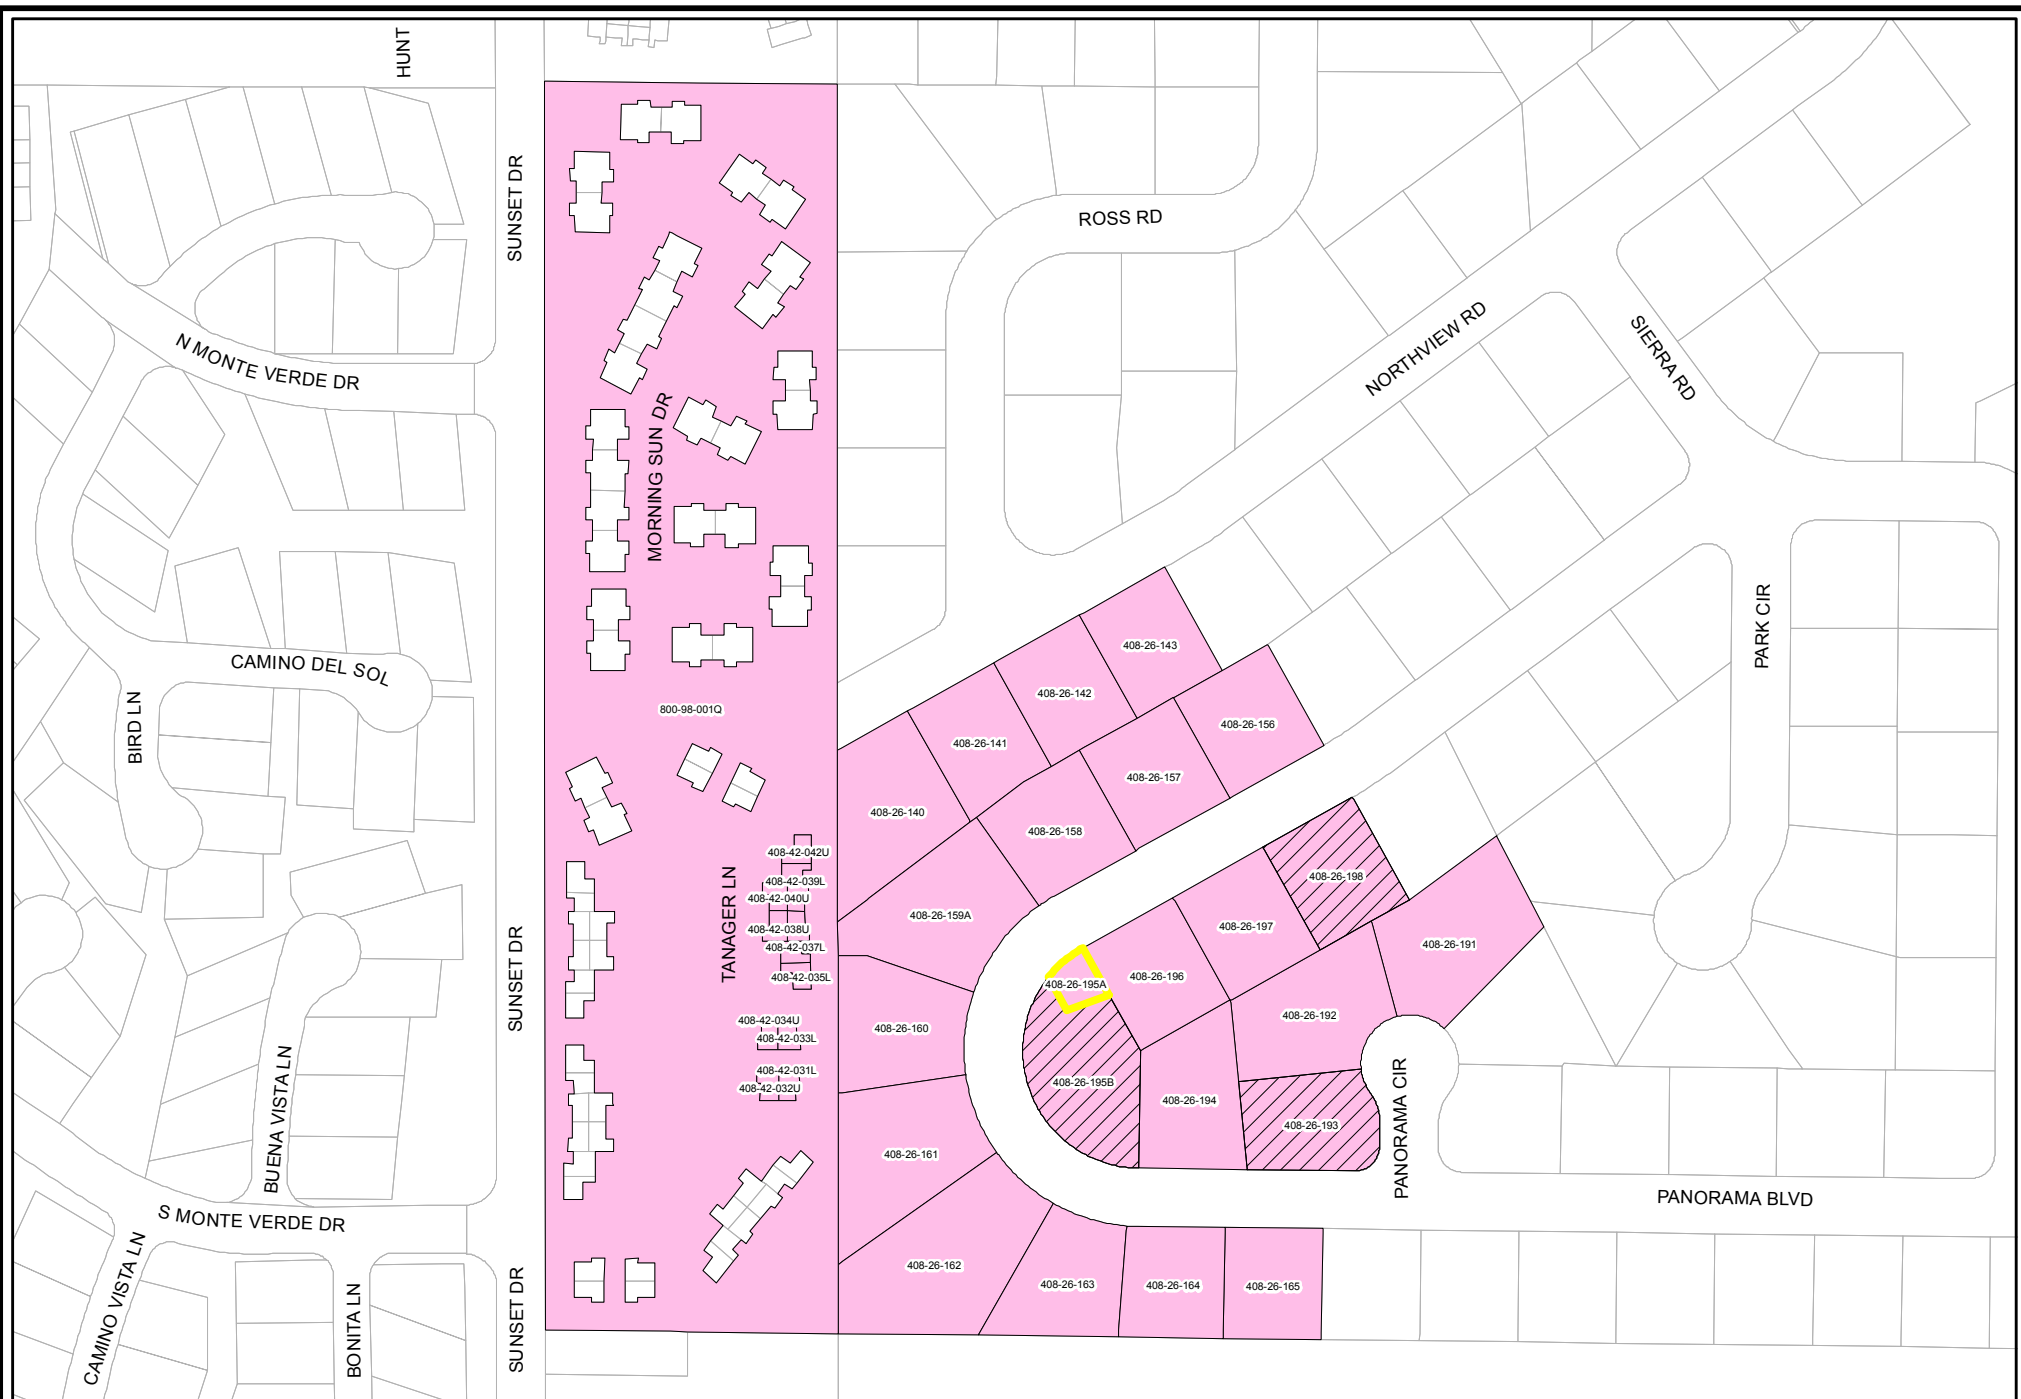 HUNT
SUNSET DR
ROSS RD
N MONTE VERDE DR
NORTHVIEW RD
SIERRA RD
MORNING SUN DR
PARK CIR
CAMINO DEL SOL
BIRD LN
800-98-001Q
408-26-143
408-26-142
408-26-141
408-26-156
408-26-157
408-26-140
408-26-158
408-42-042U
408-42-039L
408-42-040U
408-42-038U
408-42-037L
408-42-035L
TANAGER LN
SUNSET DR
408-26-159A
408-26-198
408-26-197
408-26-191
408-26-196
408-26-195A
408-26-192
408-42-034U
408-42-033L
408-26-160
408-42-031L
408-42-032U
408-26-195B
408-26-194
408-26-193
PANORAMA CIR
BUENA VISTA LN
408-26-161
PANORAMA BLVD
S MONTE VERDE DR
CAMINO VISTA LN
BONITA LN
SUNSET DR
408-26-162
408-26-163
408-26-164
408-26-165